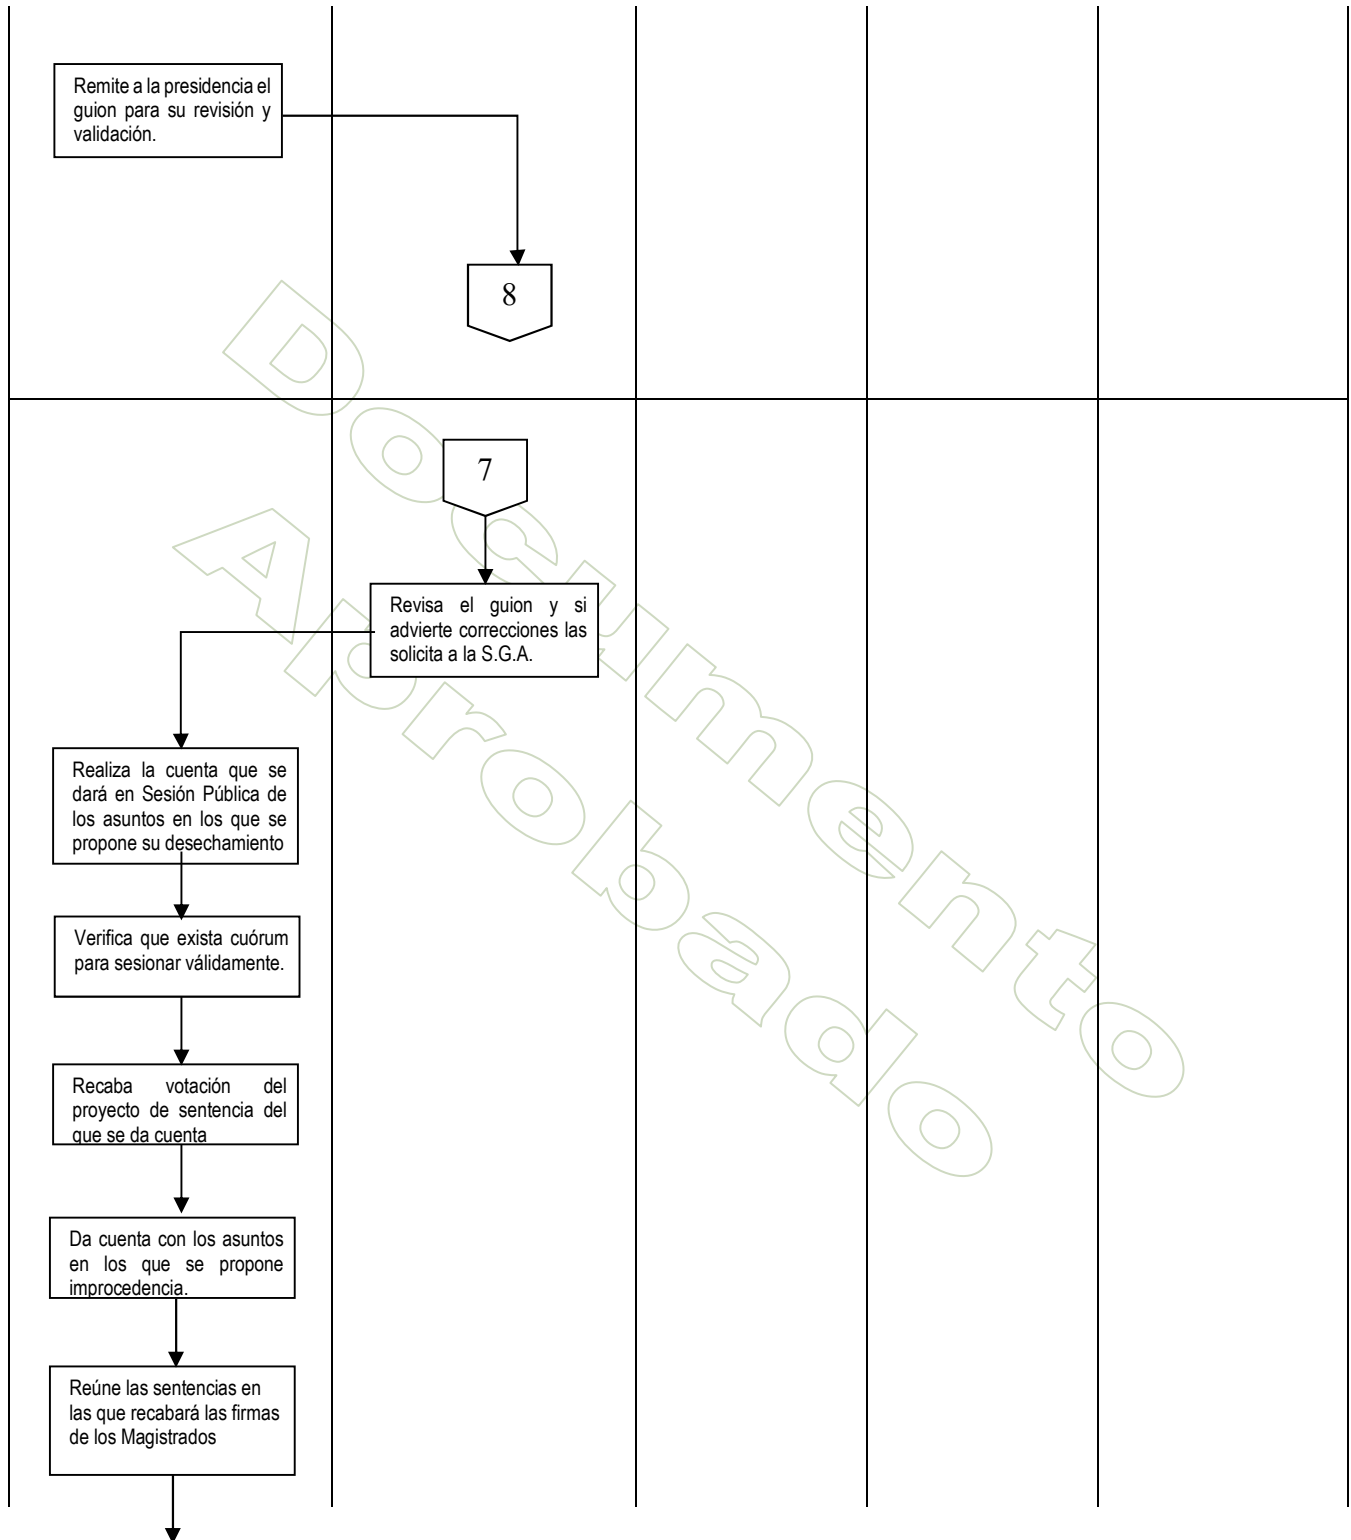 Remite a la presidencia el
guion para su revisión y
validación.
8
7
Revisa el guion y si
advierte correcciones las
solicita a la S.G.A.
Realiza la cuenta que se
dará en Sesión Pública de
los asuntos en los que se
propone su desechamiento
Verifica que exista cuórum
para sesionar válidamente.
Recaba votación del
proyecto de sentencia del
que se da cuenta
Da cuenta con los asuntos
en los que se propone
improcedencia.
Reúne las sentencias en
las que recabará las firmas
de los Magistrados
Documento
Aprobado